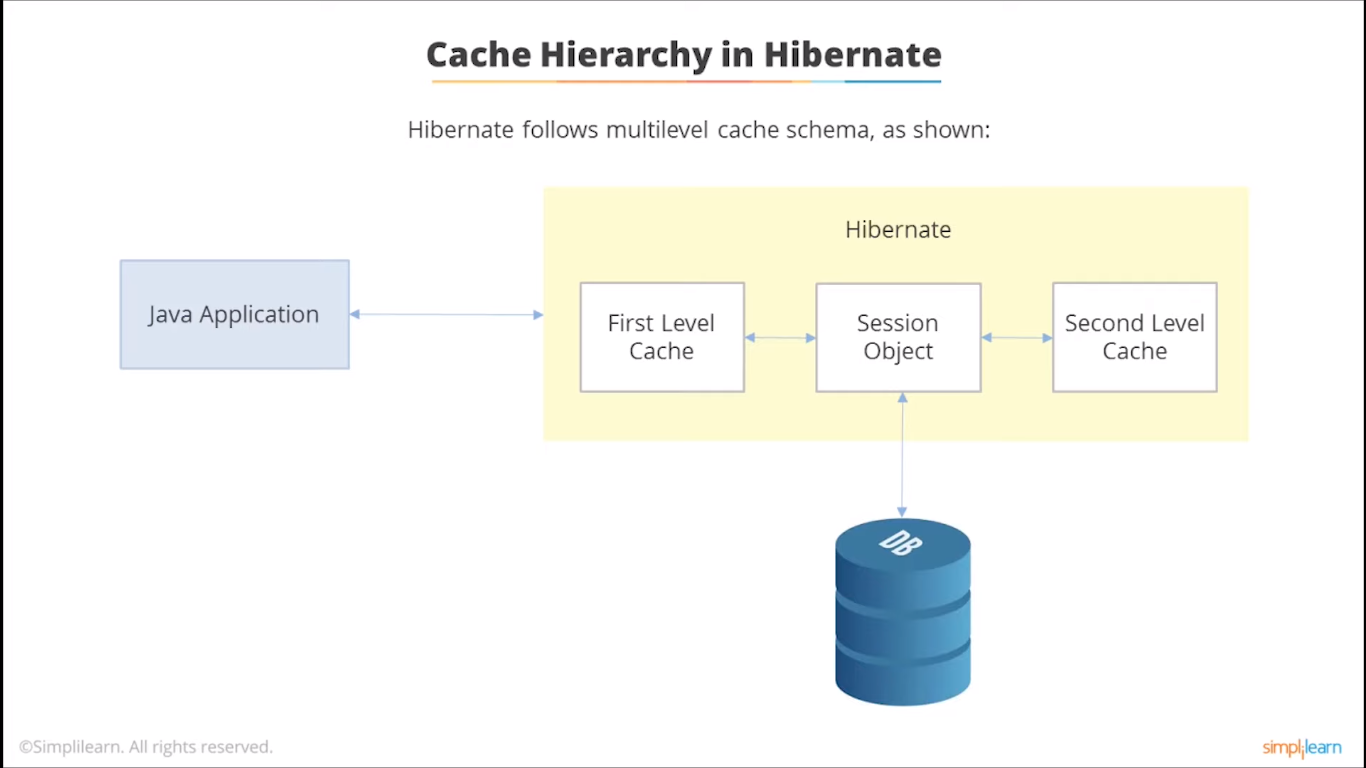 Cache Hierarchy in Hibernate
Hibernate follows multilevel cache schema, as shown:
Hibernate
Java Application
First Level
Cache
Session
Object
Second Level
Cache
DB
©Simplilearn. All rights reserved.
simplilearn